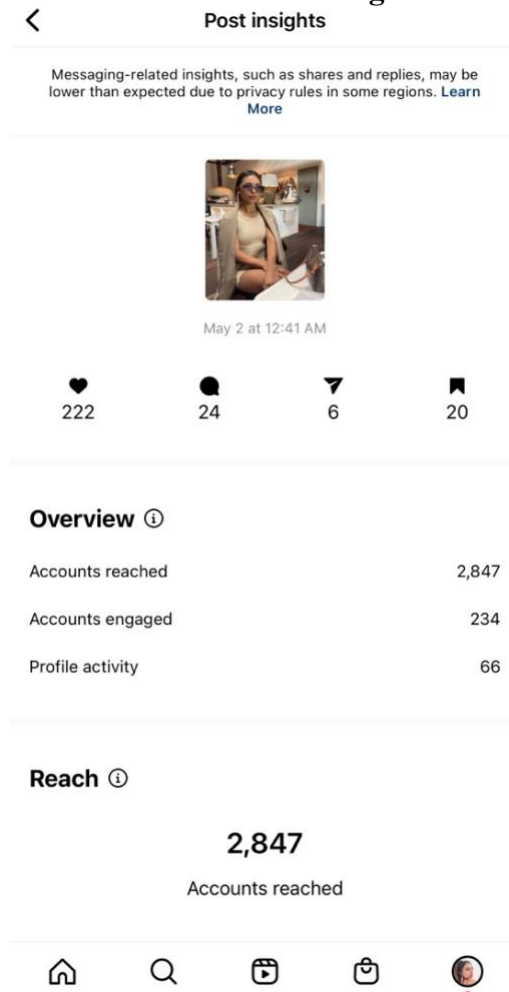 Post insights
Messaging-related insights, such as shares and replies, may be
lower than expected due to privacy rules in some regions. Learn
More
May 2 at 12:41 AM
222 24 6 20
Overview
Accounts reached 2,847
Accounts engaged 234
Profile activity 66
Reach
2,847
Accounts reached